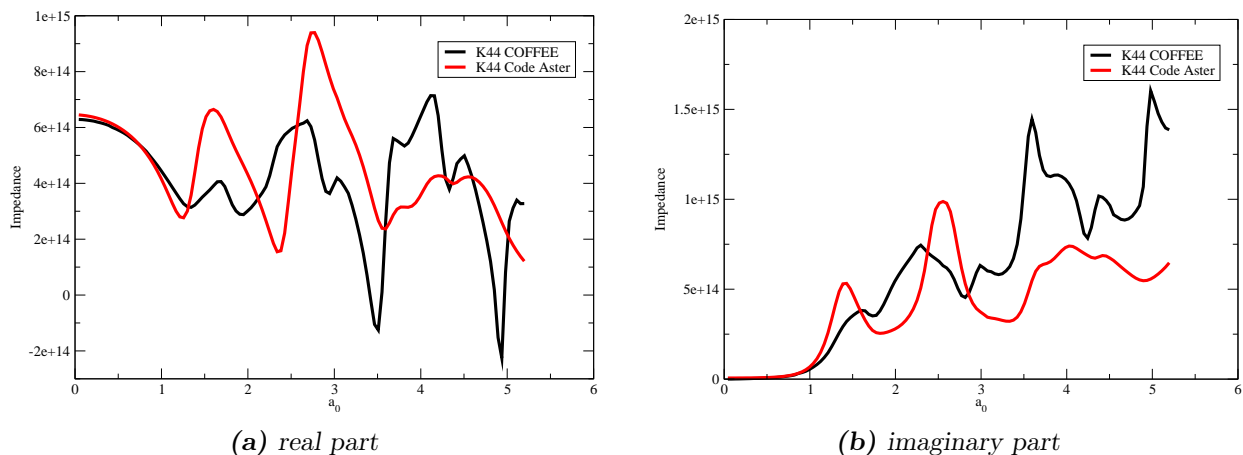 1e+15
8e+14
6e+14
4e+14
2e+14
0
-2e+14
Impedance
K44 COFFEE
K44 Code Aster
0 1 2 3 4 5 6
a0
(a) real part
2e+15
1.5e+15
1e+15
5e+14
0
Impedance
K44 COFFEE
K44 Code Aster
0 1 2 3 4 5 6
a0
(b) imaginary part